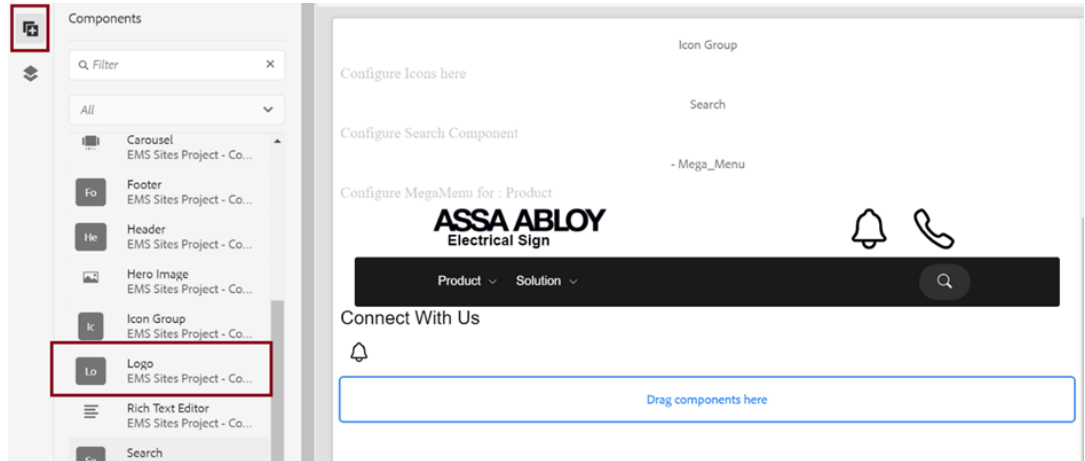 Components
Filter
All
Carousel
EMS Sites Project - Co...
Fo
Footer
EMS Sites Project - Co...
He
Header
EMS Sites Project - Co...
Hero Image
EMS Sites Project - Co...
Ic
Icon Group
EMS Sites Project - Co...
Lo
Logo
EMS Sites Project - Co...
Rich Text Editor
EMS Sites Project - Co...
Se
Search
Icon Group
Configure Icons here
Search
Configure Search Component
- Mega_Menu
Configure MegaMenu for : Product
ASSA ABLOY
Electrical Sign
Product Solution
Connect With Us
Drag components here